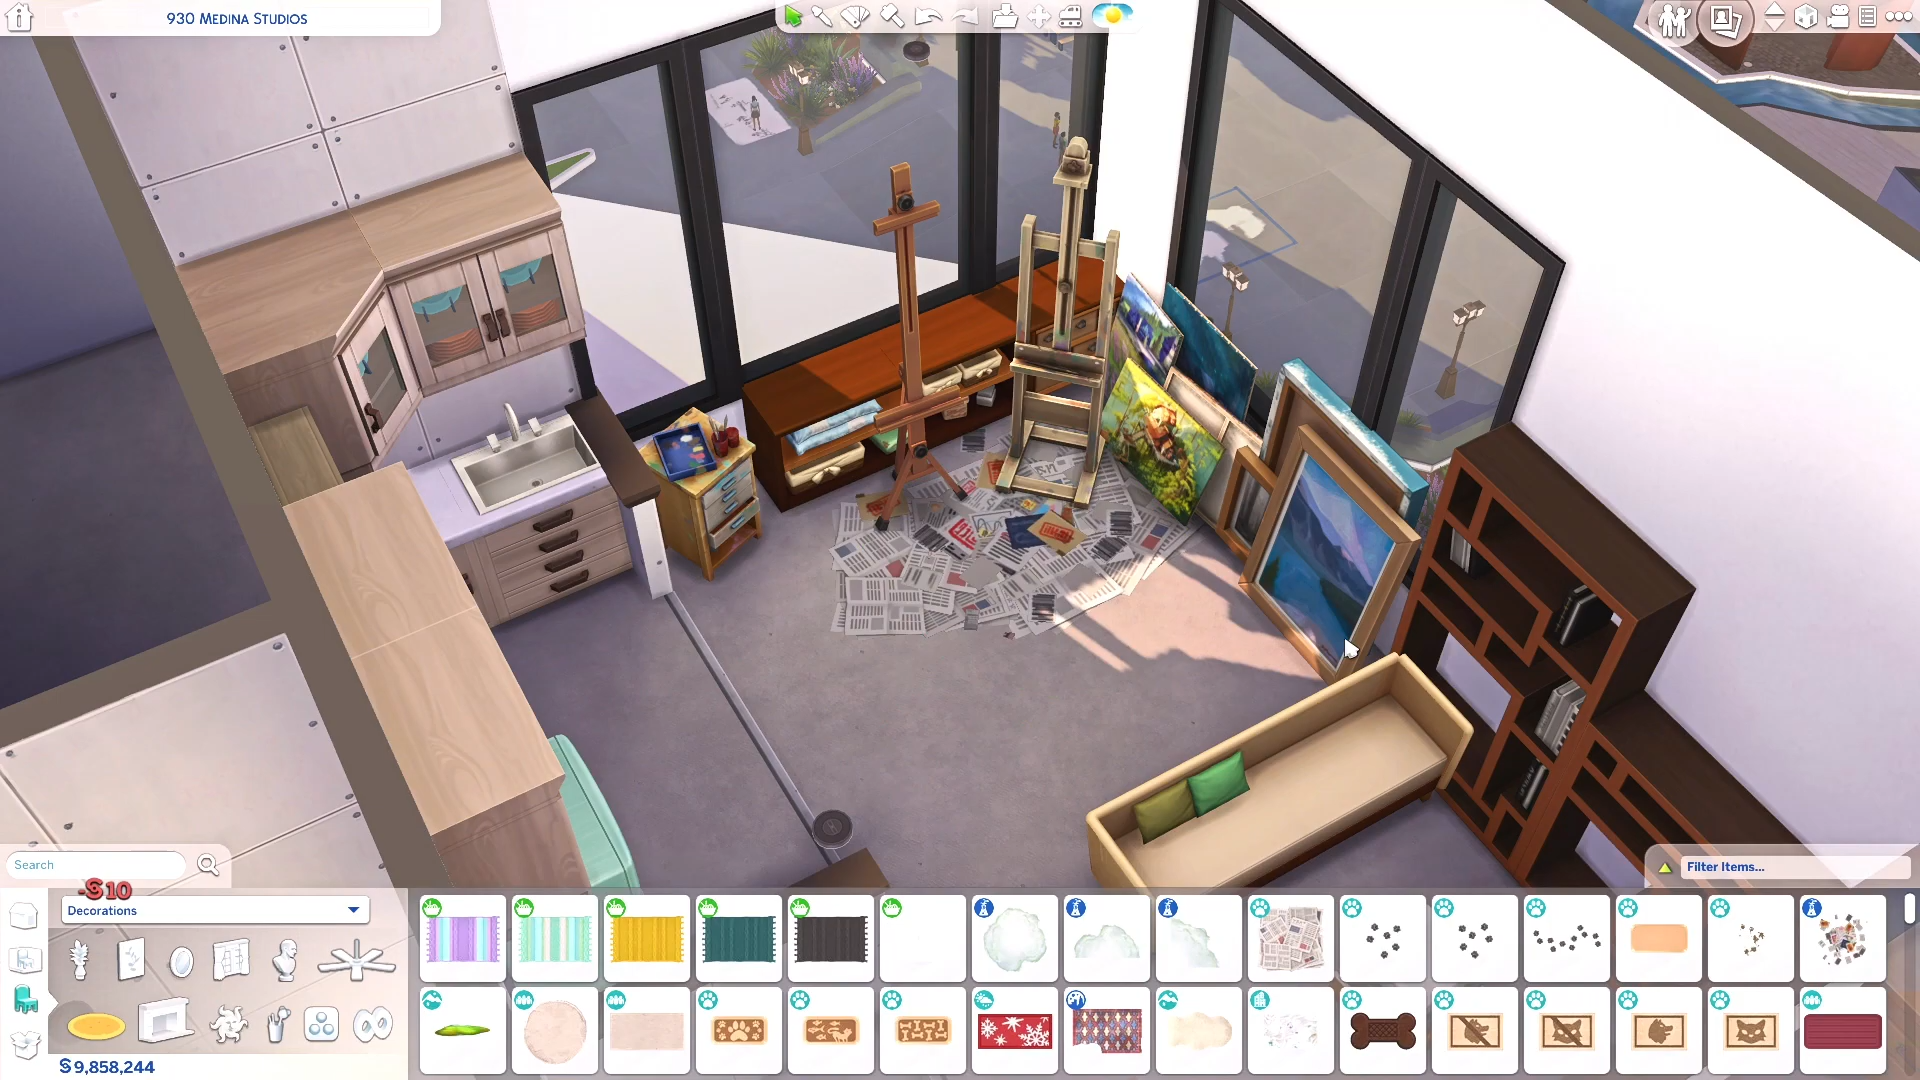 930 MEDINA STUDIOS
Search
-§10
Decorations
§9,858,244
Filter Items...